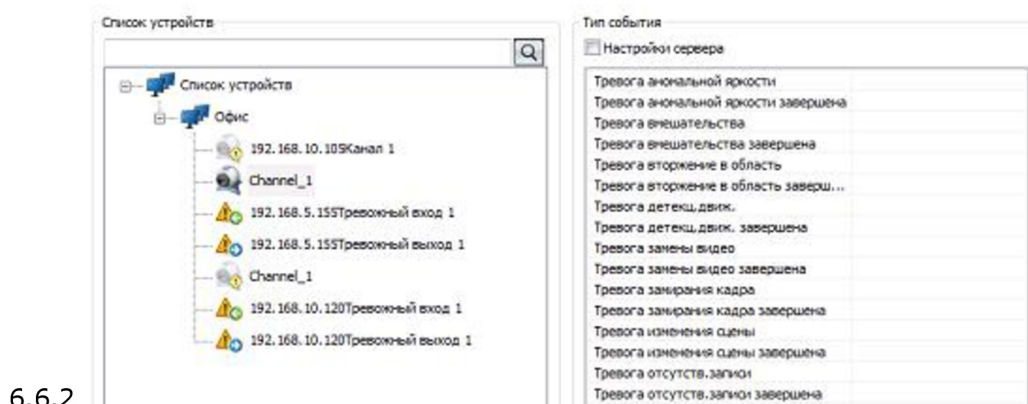 Список устройств
Список устройств
Офис
192.168.10.105Канал 1
Channel_1
192.168.5.155Тревожный вход 1
192.168.5.155Тревожный выход 1
Channel_1
192.168.10.120Тревожный вход 1
192.168.10.120Тревожный выход 1
Тип события
Настройки сервера
Тревога аномальной яркости
Тревога аномальной яркости завершена
Тревога вмешательства
Тревога вмешательства завершена
Тревога вторжение в область
Тревога вторжение в область заверш...
Тревога детекц.движ.
Тревога детекц.движ. завершена
Тревога замены видео
Тревога замены видео завершена
Тревога замирания кадра
Тревога замирания кадра завершена
Тревога изменения сцены
Тревога изменения сцены завершена
Тревога отсутств.записи
Тревога отсутств.записи завершена
6.6.2